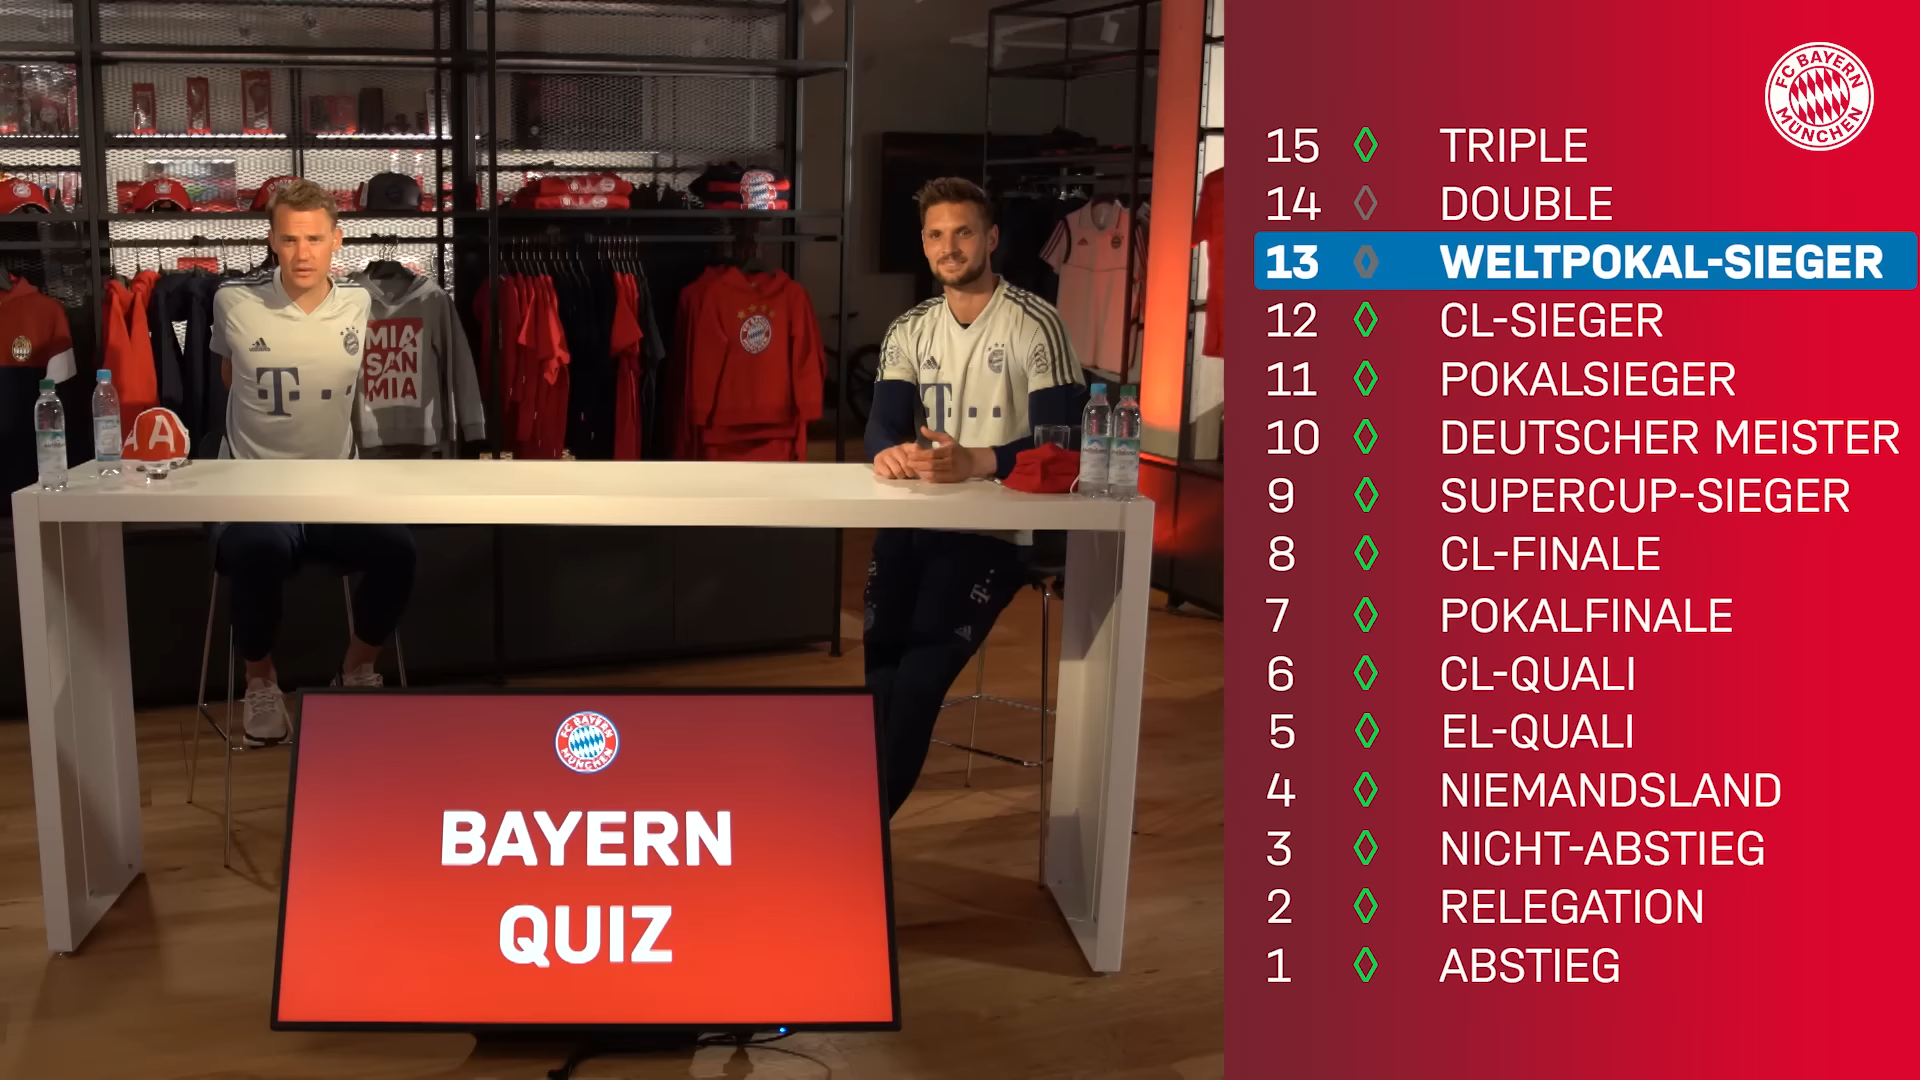 MIA
SAN
MIA
A
A
T
T
T
FC BAYERN
MÜNCHEN
BAYERN
QUIZ
FC BAYERN
MÜNCHEN
15 TRIPLE
14 DOUBLE
13 WELTPOKAL-SIEGER
12 CL-SIEGER
11 POKALSIEGER
10 DEUTSCHER MEISTER
9 SUPERCUP-SIEGER
8 CL-FINALE
7 POKALFINALE
6 CL-QUALI
5 EL-QUALI
4 NIEMANDSLAND
3 NICHT-ABSTIEG
2 RELEGATION
1 ABSTIEG